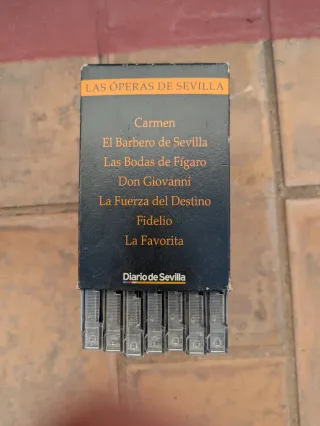 LAS ÓPERAS DE SEVILLA
Carmen
El Barbero de Sevilla
Las Bodas de Fígaro
Don Giovanni
La Fuerza del Destino
Fidelio
La Favorita
Diario de Sevilla